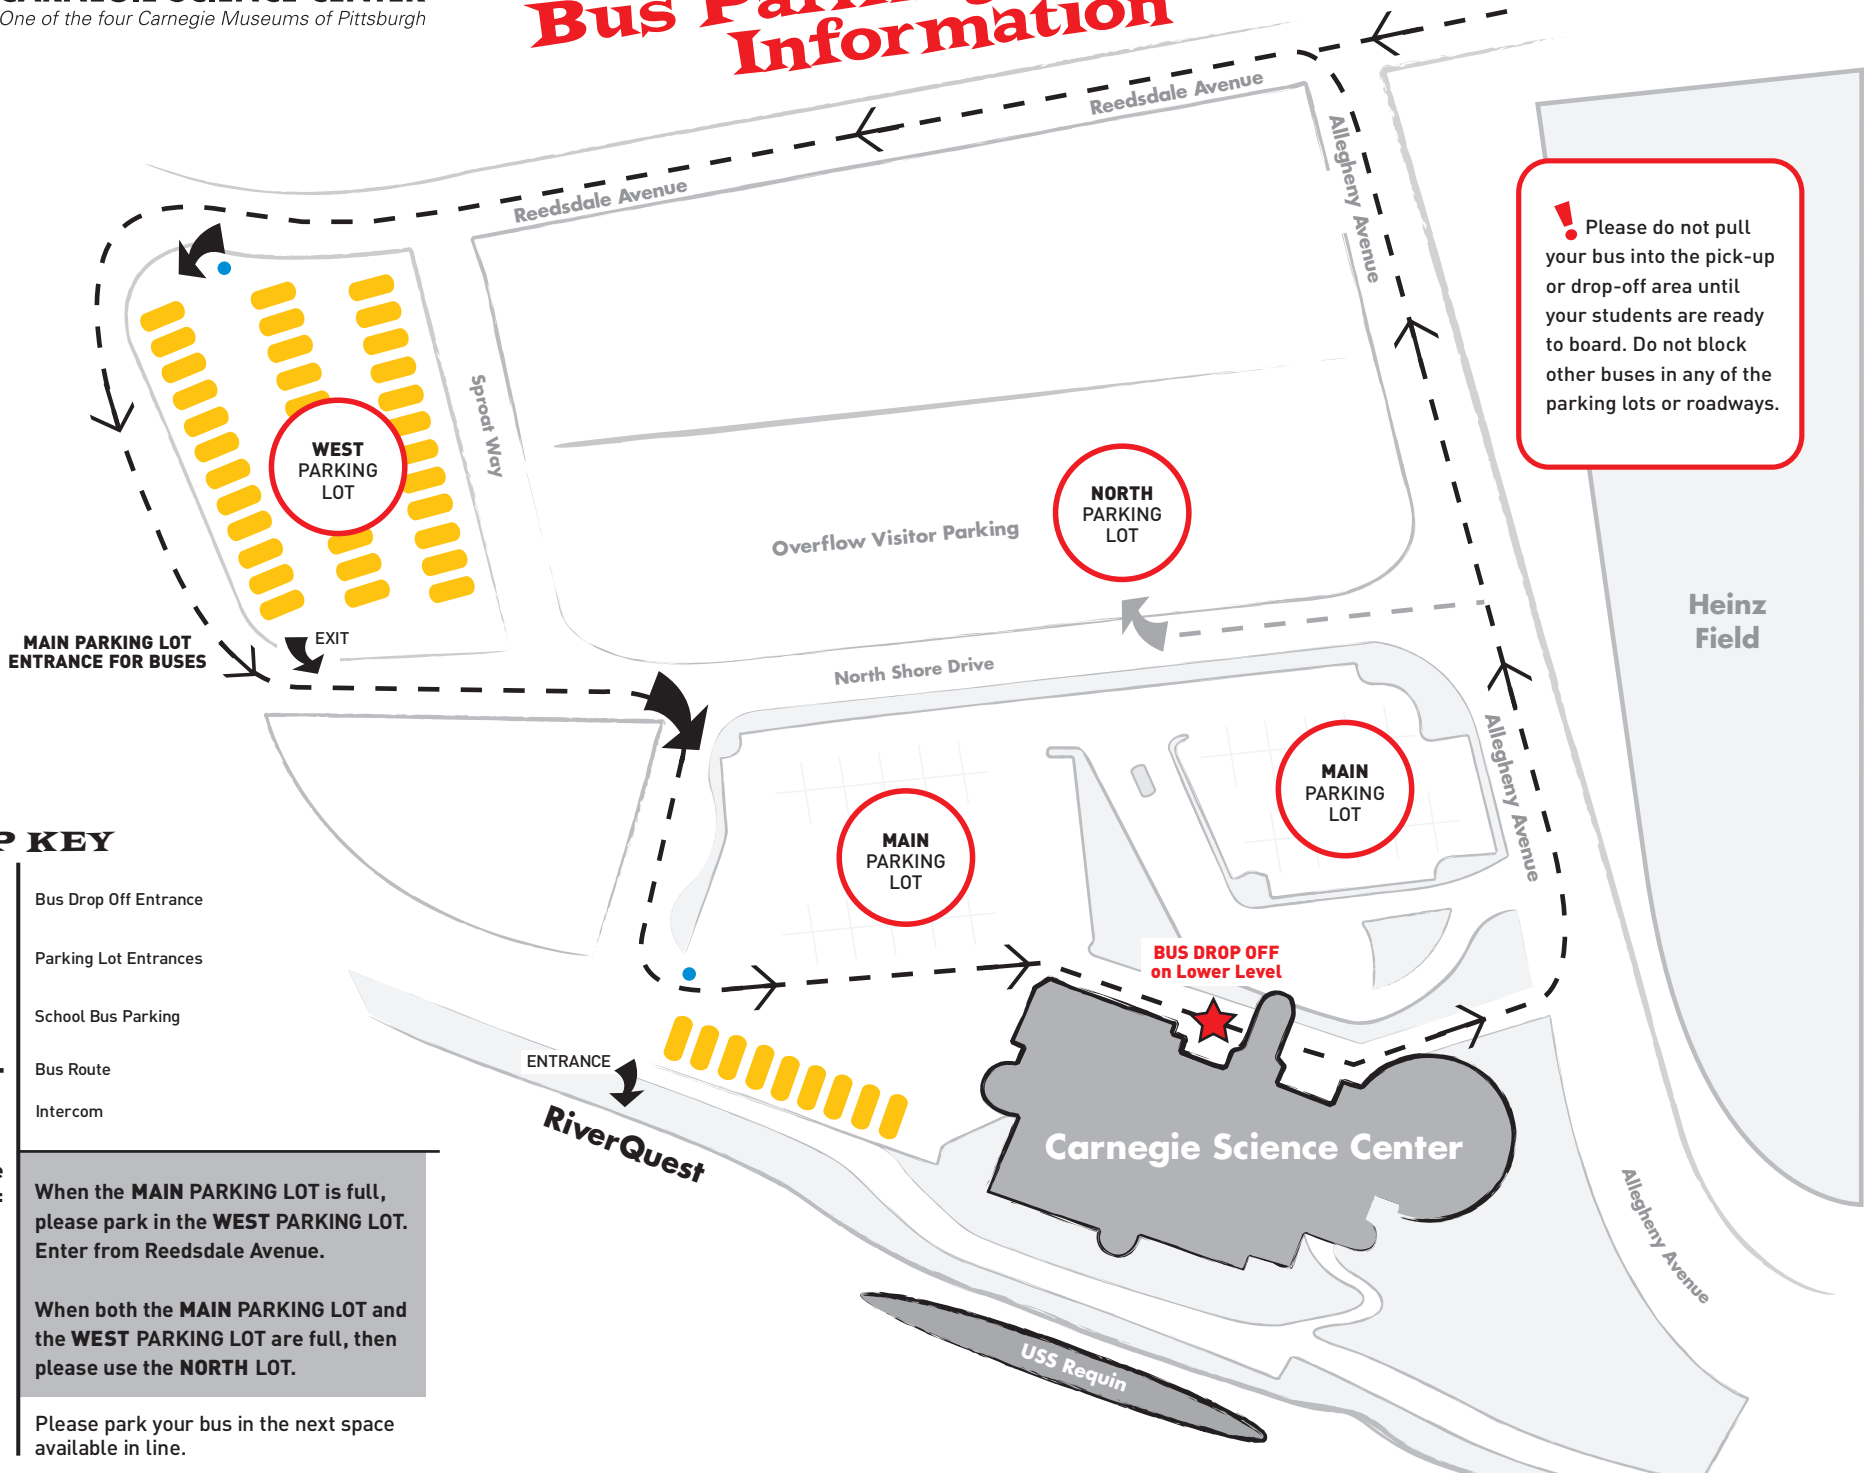 CARNEGIE SCIENCE CENTER
One of the four Carnegie Museums of Pittsburgh
Bus Parking
Information
Reedsdale Avenue
Reedsdale Avenue
Allegheny Avenue
! Please do not pull
your bus into the pick-up
or drop-off area until
your students are ready
to board. Do not block
other buses in any of the
parking lots or roadways.
WEST
PARKING
LOT
Sproat Way
NORTH
PARKING
LOT
Overflow Visitor Parking
Heinz
Field
EXIT
MAIN PARKING LOT
ENTRANCE FOR BUSES
North Shore Drive
MAIN
PARKING
LOT
MAIN
PARKING
LOT
Allegheny Avenue
BUS DROP OFF
on Lower Level
ENTRANCE
RiverQuest
Carnegie Science Center
Allegheny Avenue
USS Requin
P KEY
Bus Drop Off Entrance
Parking Lot Entrances
School Bus Parking
Bus Route
Intercom
When the MAIN PARKING LOT is full,
please park in the WEST PARKING LOT.
Enter from Reedsdale Avenue.
When both the MAIN PARKING LOT and
the WEST PARKING LOT are full, then
please use the NORTH LOT.
Please park your bus in the next space
available in line.